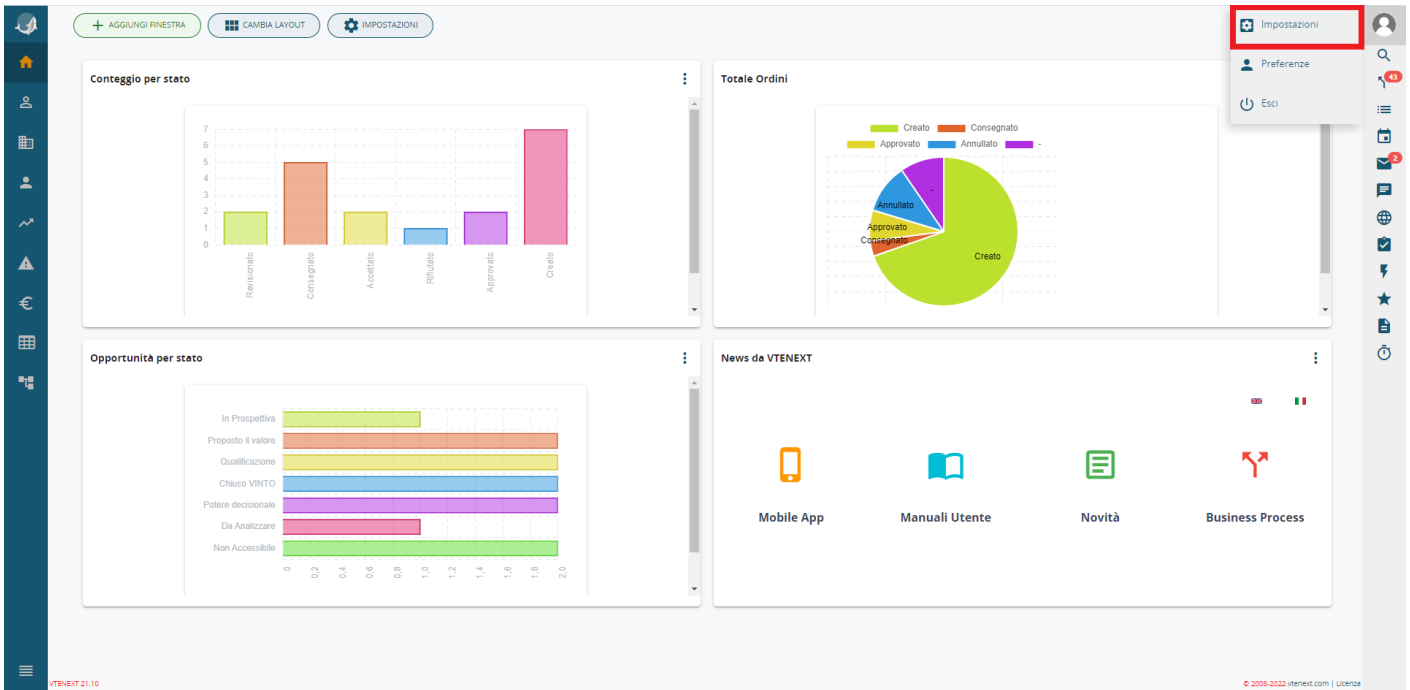 AGGIUNGI FINESTRA
CAMBIA LAYOUT
IMPOSTAZIONI
Impostazioni
Preferenze
Esci
43
2
Conteggio per stato
7
6
5
4
3
2
1
0
Revisionato
Consegnato
Accettato
Rifiutato
Approvato
Creato
Totale Ordini
Creato Consegnato
Approvato Annullato -
-
Annullato
Approvato
Consegnato
Creato
Opportunità per stato
In Prospettiva
Proposto il valore
Qualificazione
Chiuso VINTO
Potere decisionale
Da Analizzare
Non Accessibile
0 0,2 0,4 0,6 0,8 1,0 1,2 1,4 1,6 1,8 2,0
News da VTENEXT
Mobile App
Manuali Utente
Novità
Business Process
VTENEXT 21.10
© 2008-2022 vtenext.com | Licenza